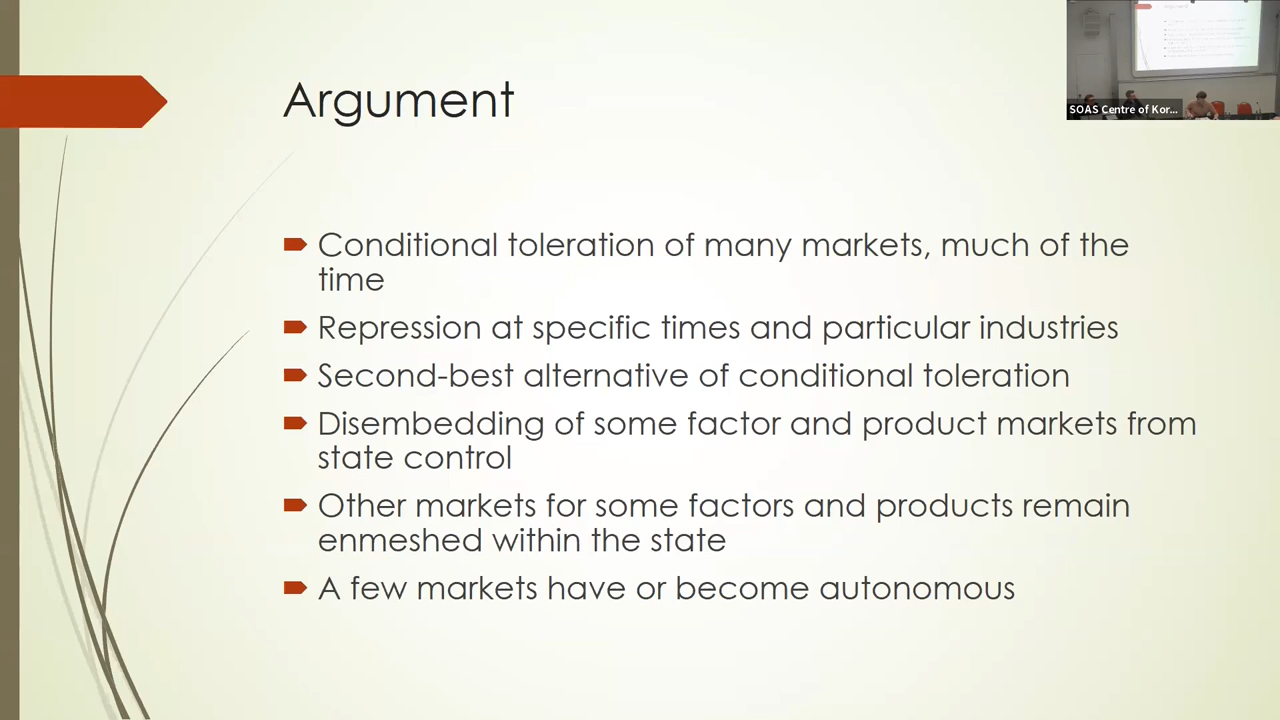 Argument
SOAS Centre of Kor...
Conditional toleration of many markets, much of the
time
Repression at specific times and particular industries
Second-best alternative of conditional toleration
Disembedding of some factor and product markets from
state control
Other markets for some factors and products remain
enmeshed within the state
A few markets have or become autonomous